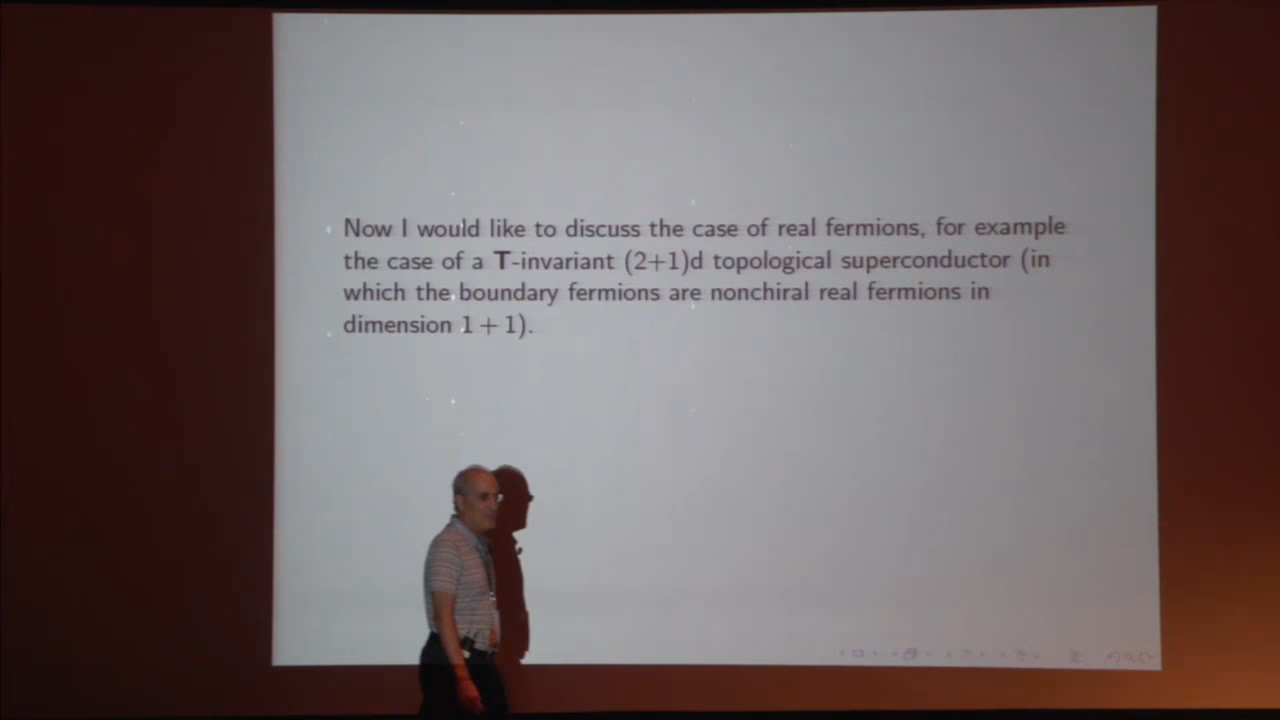 Now I would like to discuss the case of real fermions, for example
the case of a T-invariant (2+1)d topological superconductor (in
which the boundary fermions are nonchiral real fermions in
dimension 1 + 1).